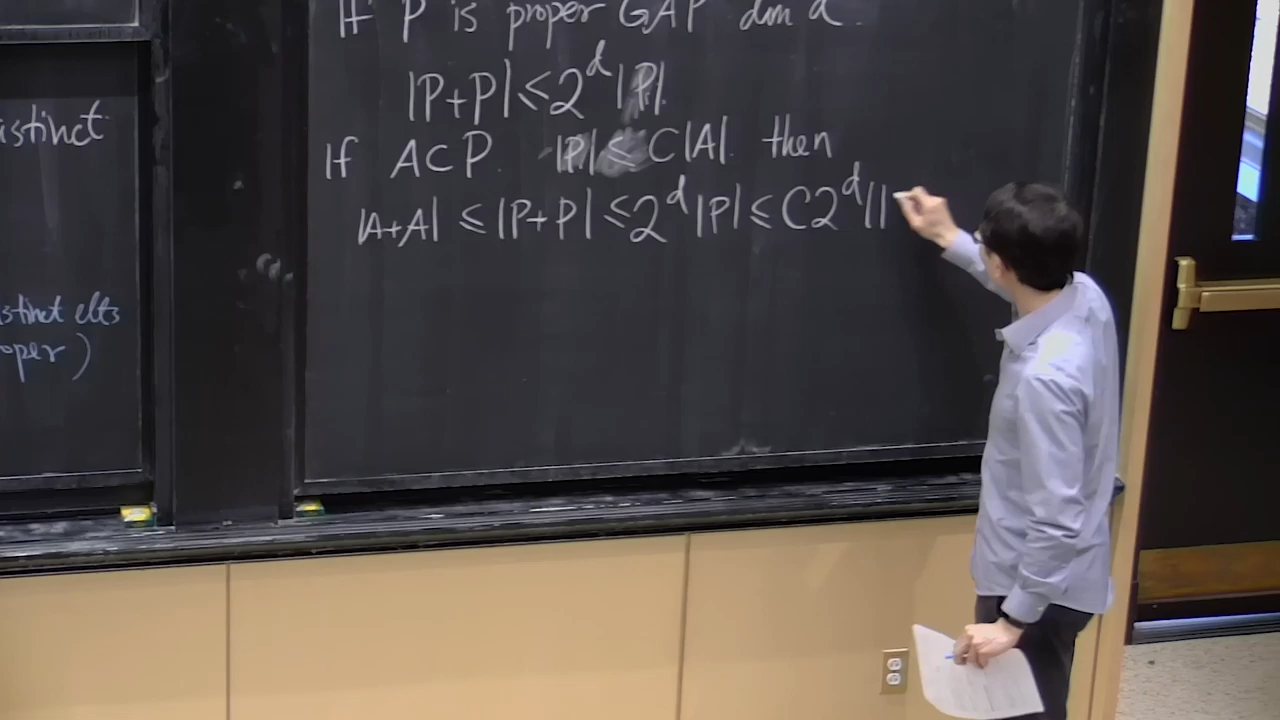 istinct
stinct elts
oper)
If P is proper GAP dim d.
|P+P| ≤ 2^d |P|.
If A ⊂ P. |P| ≤ C|A|. then
|A+A| ≤ |P+P| ≤ 2^d |P| ≤ C2^d |